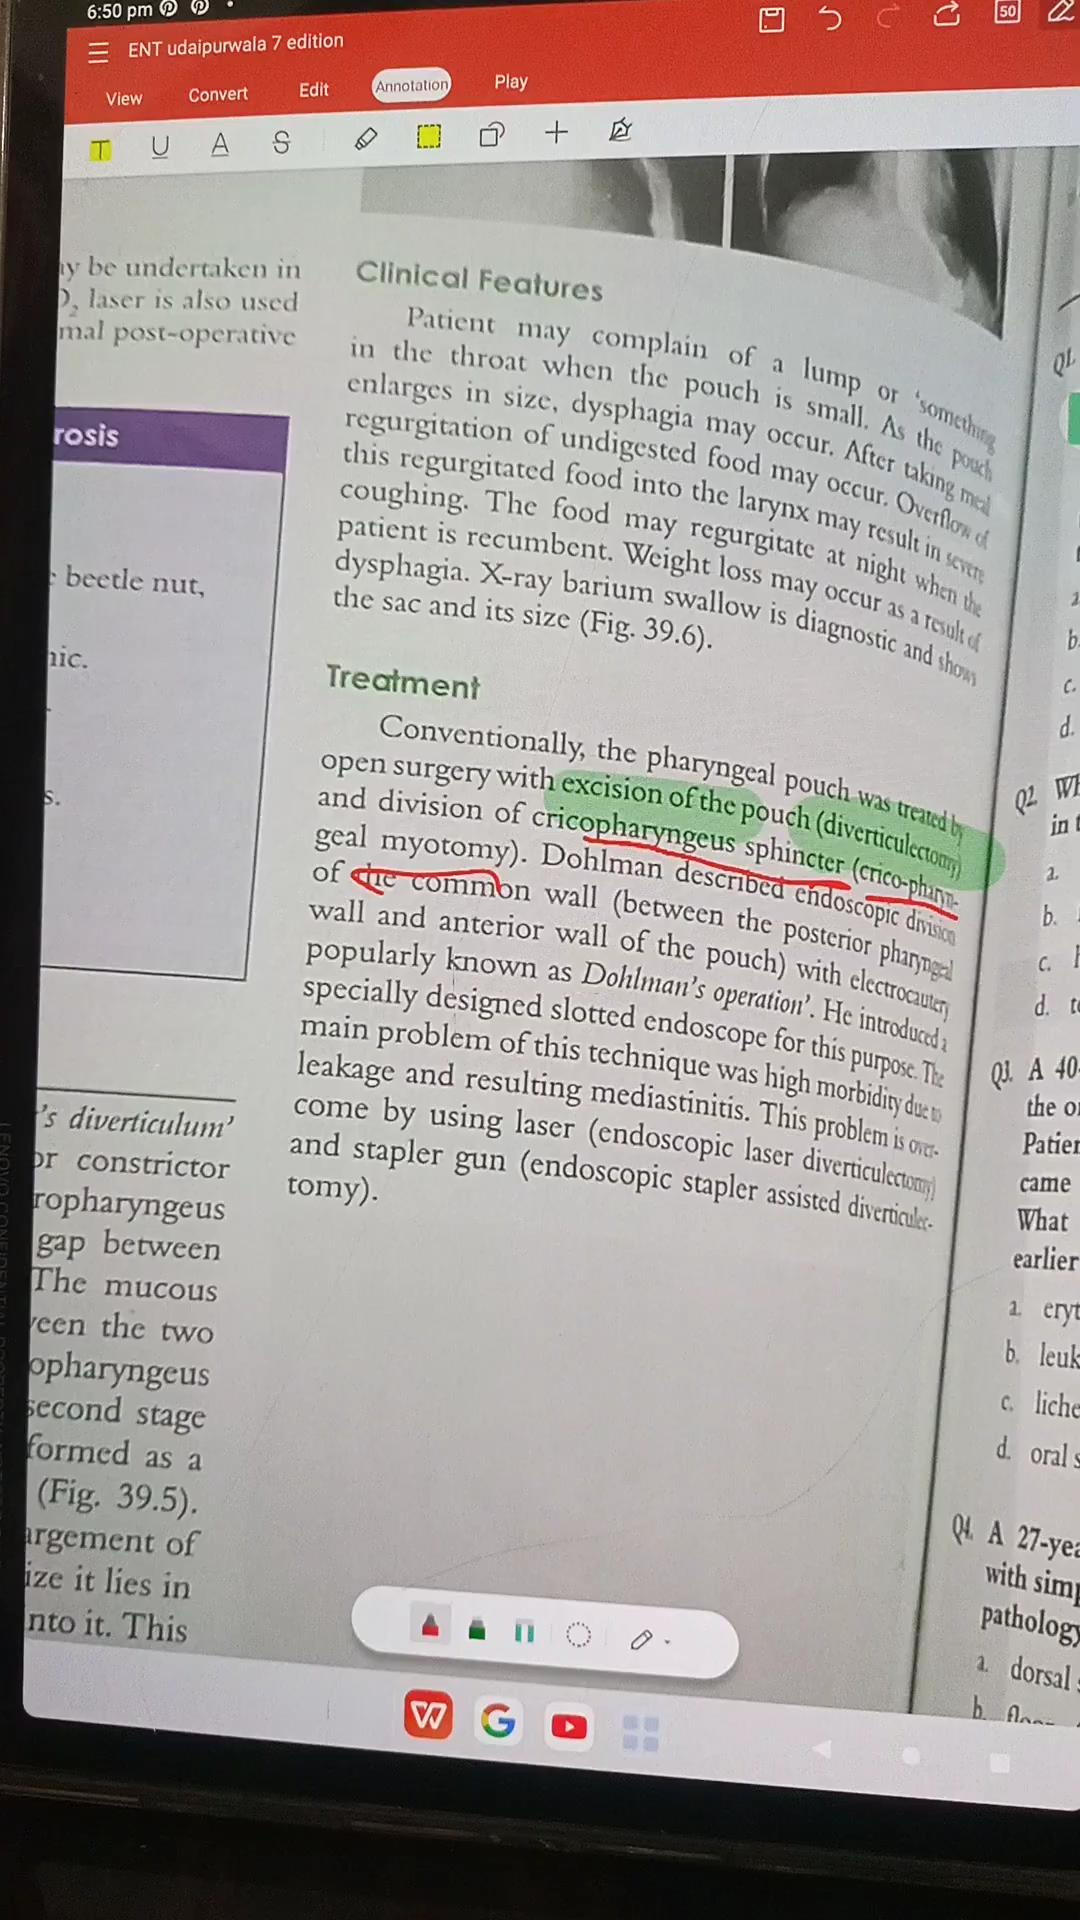 6:50 pm
ENT udaipurwala 7 edition
50
View Convert Edit Annotation Play
T U A S
ay be undertaken in
laser is also used
mal post-operative
rosis
beetle nut,
nic.
s.
's diverticulum'
or constrictor
ropharyngeus
gap between
The mucous
veen the two
opharyngeus
second stage
formed as a
(Fig. 39.5).
argement of
ize it lies in
nto it. This
Clinical Features
Patient may complain of a lump or 'something
in the throat when the pouch is small. As the pouch
enlarges in size, dysphagia may occur. After taking meal
regurgitation of undigested food may occur. Overflow of
this regurgitated food into the larynx may result in severe
coughing. The food may regurgitate at night when the
patient is recumbent. Weight loss may occur as a result of
dysphagia. X-ray barium swallow is diagnostic and shows
the sac and its size (Fig. 39.6).
Treatment
Conventionally, the pharyngeal pouch was treated by
open surgery with excision of the pouch (diverticulectomy)
and division of cricopharyngeus sphincter (crico-pharyn-
geal myotomy). Dohlman described endoscopic division
of the common wall (between the posterior pharyngeal
wall and anterior wall of the pouch) with electrocautery
popularly known as Dohlman's operation'. He introduced a
specially designed slotted endoscope for this purpose. The
main problem of this technique was high morbidity due to
leakage and resulting mediastinitis. This problem is over-
come by using laser (endoscopic laser diverticulectomy)
and stapler gun (endoscopic stapler assisted diverticulec-
tomy).
Q1.
b.
c.
d.
Q2. Wh
in t
a.
b.
c.
d. t
Q3. A 40-
the o
Patien
came
What
earlier
a. eryt
b. leuk
c. liche
d. oral s
Q4. A 27-yea
with simp
pathology
a. dorsal
b.